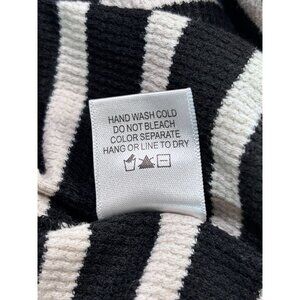 HAND WASH COLD
DO NOT BLEACH
COLOR SEPARATE
HANG OR LINE TO DRY